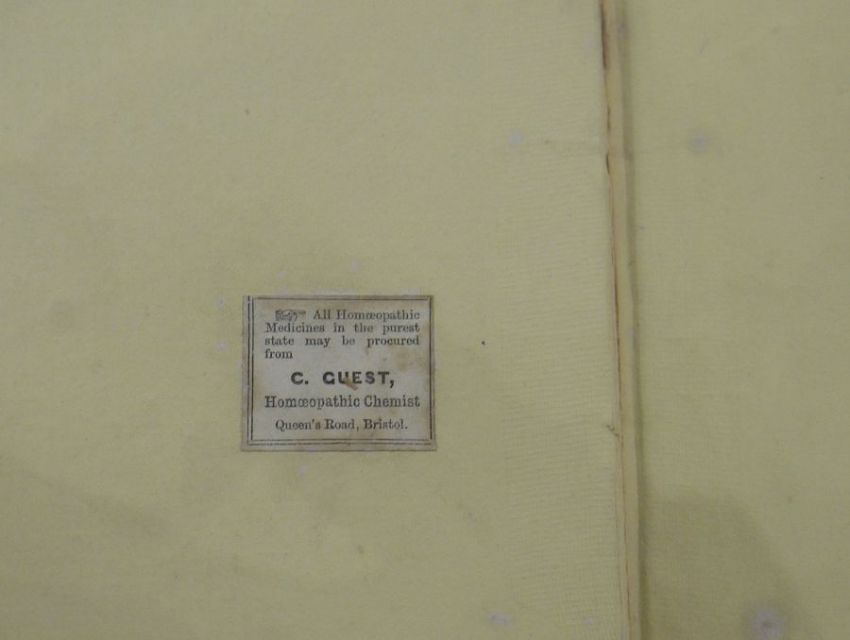 ☞ All Homœopathic
Medicines in the purest
state may be procured
from
C. GUEST,
Homœopathic Chemist
Queen's Road, Bristol.